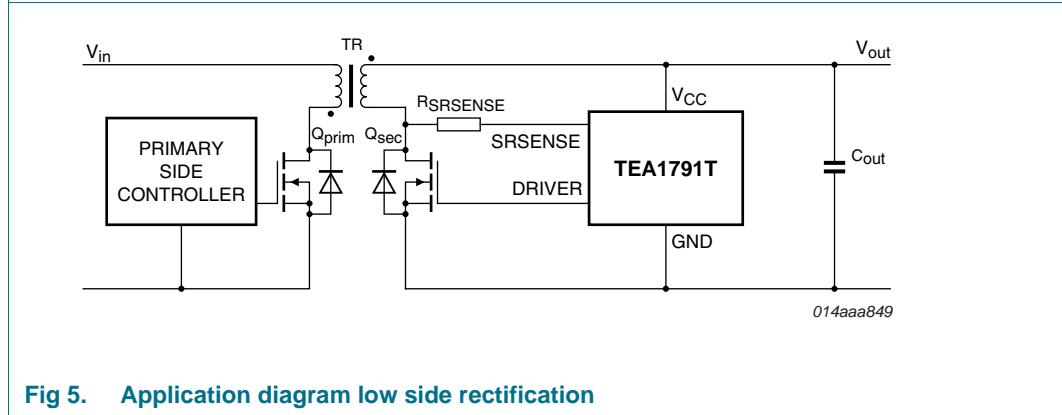 TR
Vin
Vout
RSRSENSE
VCC
Qprim
Qsec
SRSENSE
PRIMARY
SIDE
CONTROLLER
TEA1791T
Cout
DRIVER
GND
014aaa849
Fig 5. Application diagram low side rectification